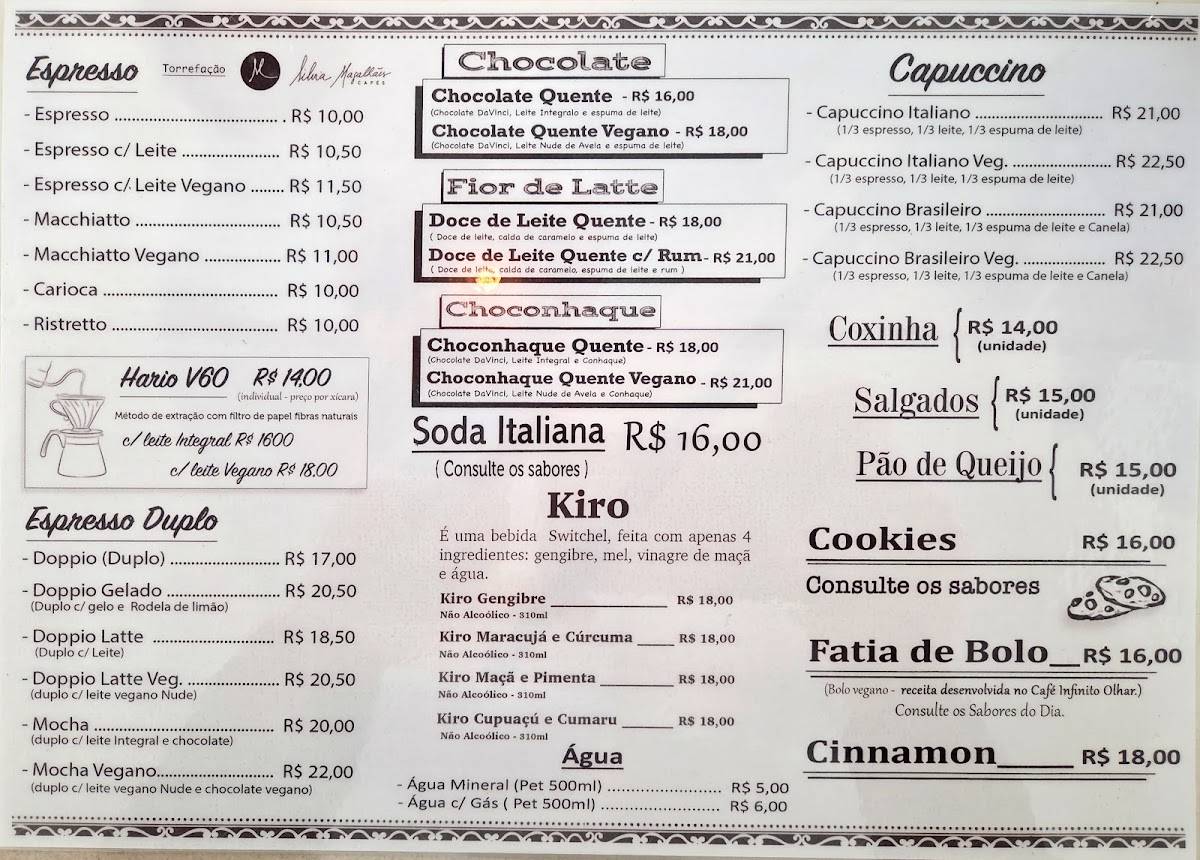 Espresso
Torrefação
M
Silvia Magalhães
CAFÉS
- Espresso ........................................ R$ 10,00
- Espresso c/ Leite ....................... R$ 10,50
- Espresso c/ Leite Vegano ........ R$ 11,50
- Macchiatto .................................. R$ 10,50
- Macchiatto Vegano .................. R$ 11,00
- Carioca ......................................... R$ 10,00
- Ristretto ....................................... R$ 10,00
Hario V60 R$ 14,00
(individual - preço por xícara)
Método de extração com filtro de papel fibras naturais
c/ leite Integral R$ 16,00
c/ leite Vegano R$ 18,00
Espresso Duplo
- Doppio (Duplo) .......................... R$ 17,00
- Doppio Gelado ........................... R$ 20,50
(Duplo c/ gelo e Rodela de limão)
- Doppio Latte ............................. R$ 18,50
(Duplo c/ Leite)
- Doppio Latte Veg. ...................... R$ 20,50
(duplo c/ leite vegano Nude)
- Mocha .......................................... R$ 20,00
(duplo c/ leite Integral e chocolate)
- Mocha Vegano........................... R$ 22,00
(duplo c/ leite vegano Nude e chocolate vegano)
Chocolate
Chocolate Quente - R$ 16,00
(Chocolate DaVinci, Leite Integralo e espuma de leite)
Chocolate Quente Vegano - R$ 18,00
(Chocolate DaVinci, Leite Nude de Aveia e espuma de leite)
Fior de Latte
Doce de Leite Quente - R$ 18,00
( Doce de leite, calda de caramelo e espuma de leite)
Doce de Leite Quente c/ Rum- R$ 21,00
( Doce de leite, calda de caramelo, espuma de leite e rum )
Choconhaque
Choconhaque Quente - R$ 18,00
(Chocolate DaVinci, Leite Integral e Conhaque)
Choconhaque Quente Vegano - R$ 21,00
(Chocolate DaVinci, Leite Nude de Aveia e Conhaque)
Soda Italiana R$ 16,00
( Consulte os sabores )
Kiro
É uma bebida Switchel, feita com apenas 4
ingredientes: gengibre, mel, vinagre de maçã
e água.
Kiro Gengibre ________________ R$ 18,00
Não Alcoólico - 310ml
Kiro Maracujá e Cúrcuma _____ R$ 18,00
Não Alcoólico - 310ml
Kiro Maçã e Pimenta __________ R$ 18,00
Não Alcoólico - 310ml
Kiro Cupuaçú e Cumaru _______ R$ 18,00
Não Alcoólico - 310ml
Água
- Água Mineral (Pet 500ml) ....................... R$ 5,00
- Água c/ Gás ( Pet 500ml) ......................... R$ 6,00
Capuccino
- Capuccino Italiano .............................. R$ 21,00
(1/3 espresso, 1/3 leite, 1/3 espuma de leite)
- Capuccino Italiano Veg. ....................... R$ 22,50
(1/3 espresso, 1/3 leite, 1/3 espuma de leite)
- Capuccino Brasileiro ............................ R$ 21,00
(1/3 espresso, 1/3 leite, 1/3 espuma de leite e Canela)
- Capuccino Brasileiro Veg. ................... R$ 22,50
(1/3 espresso, 1/3 leite, 1/3 espuma de leite e Canela)
Coxinha { R$ 14,00
(unidade)
Salgados { R$ 15,00
(unidade)
Pão de Queijo { R$ 15,00
(unidade)
Cookies R$ 16,00
Consulte os sabores
Fatia de Bolo__R$ 16,00
(Bolo vegano - receita desenvolvida no Café Infinito Olhar.)
Consulte os Sabores do Dia.
Cinnamon_____ R$ 18,00